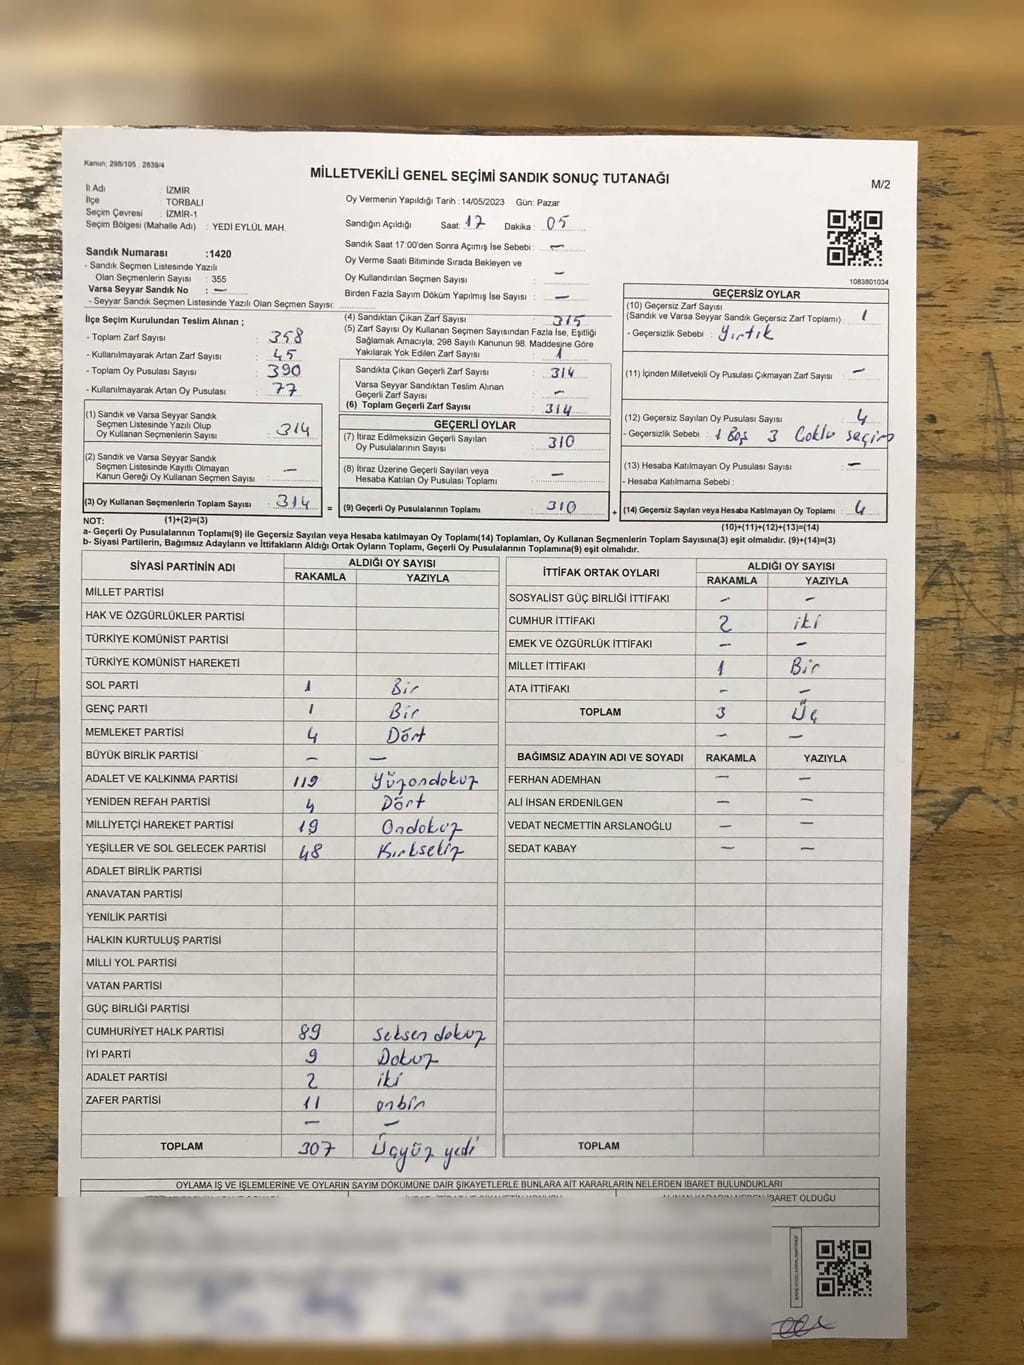 Kanun; 298/105 , 2839/4
MİLLETVEKİLİ GENEL SEÇİMİ SANDIK SONUÇ TUTANAĞI
M/2
İl Adı : İZMİR
İlçe : TORBALI
Seçim Çevresi : İZMİR-1
Seçim Bölgesi (Mahalle Adı) : YEDİ EYLÜL MAH.
Oy Vermenin Yapıldığı Tarih : 14/05/2023 Gün: Pazar
Sandığın Açıldığı Saat: 17 Dakika : 05
Sandık Saat 17:00'den Sonra Açımış İse Sebebi : —
Oy Verme Saati Bitiminde Sırada Bekleyen ve
Oy Kullandırılan Seçmen Sayısı : —
Birden Fazla Sayım Döküm Yapılmış İse Sayısı : —
Sandık Numarası :1420
- Sandık Seçmen Listesinde Yazılı
Olan Seçmenlerin Sayısı : 355
Varsa Seyyar Sandık No : —
- Seyyar Sandık Seçmen Listesinde Yazılı Olan Seçmen Sayısı:
1083801034
İlçe Seçim Kurulundan Teslim Alınan ;
- Toplam Zarf Sayısı : 358
- Kullanılmayarak Artan Zarf Sayısı : 45
- Toplam Oy Pusulası Sayısı : 390
- Kullanılmayarak Artan Oy Pusulası : 77
(1) Sandık ve Varsa Seyyar Sandık
Seçmen Listesinde Yazılı Olup
Oy Kullanan Seçmenlerin Sayısı : 314
(2) Sandık ve Varsa Seyyar Sandık
Seçmen Listesinde Kayıtlı Olmayan
Kanun Gereği Oy Kullanan Seçmen Sayısı : —
(3) Oy Kullanan Seçmenlerin Toplam Sayısı : 314 =
(1)+(2)=(3)
(4) Sandıktan Çıkan Zarf Sayısı : 315
(5) Zarf Sayısı Oy Kullanan Seçmen Sayısından Fazla İse, Eşitliği
Sağlamak Amacıyla; 298 Sayılı Kanunun 98. Maddesine Göre
Yakılarak Yok Edilen Zarf Sayısı : 1
Sandıkta Çıkan Geçerli Zarf Sayısı : 314
Varsa Seyyar Sandıktan Teslim Alınan
Geçerli Zarf Sayısı : —
(6) Toplam Geçerli Zarf Sayısı : 314
GEÇERLİ OYLAR
(7) İtiraz Edilmeksizin Geçerli Sayılan
Oy Pusulalarının Sayısı : 310
(8) İtiraz Üzerine Geçerli Sayılan veya
Hesaba Katılan Oy Pusulası Toplamı : —
(9) Geçerli Oy Pusulalarının Toplamı : 310 +
GEÇERSİZ OYLAR
(10) Geçersiz Zarf Sayısı
(Sandık ve Varsa Seyyar Sandık Geçersiz Zarf Toplamı) : 1
- Geçersizlik Sebebi : Yırtık
(11) İçinden Milletvekili Oy Pusulası Çıkmayan Zarf Sayısı : —
(12) Geçersiz Sayılan Oy Pusulası Sayısı : 4
- Geçersizlik Sebebi : 1 Boş 3 Çoklu seçim
(13) Hesaba Katılmayan Oy Pusulası Sayısı : —
- Hesaba Katılmama Sebebi :
(14) Geçersiz Sayılan veya Hesaba Katılmayan Oy Toplamı : 4
(10)+(11)+(12)+(13)=(14)
NOT:
a- Geçerli Oy Pusulalarının Toplamı(9) ile Geçersiz Sayılan veya Hesaba Katılmayan Oy Toplamı(14) Toplamları, Oy Kullanan Seçmenlerin Toplam Sayısına(3) eşit olmalıdır. (9)+(14)=(3)
b- Siyasi Partilerin, Bağımsız Adayların ve İttifakların Aldığı Ortak Oyların Toplamı, Geçerli Oy Pusulalarının Toplamına(9) eşit olmalıdır.
SİYASİ PARTİNİN ADI ALDIĞI OY SAYISI
RAKAMLA YAZIYLA
MİLLET PARTİSİ
HAK VE ÖZGÜRLÜKLER PARTİSİ
TÜRKİYE KOMÜNİST PARTİSİ
TÜRKİYE KOMÜNİST HAREKETİ
SOL PARTİ 1 Bir
GENÇ PARTİ 1 Bir
MEMLEKET PARTİSİ 4 Dört
BÜYÜK BİRLİK PARTİSİ — —
ADALET VE KALKINMA PARTİSİ 119 Yüzondokuz
YENİDEN REFAH PARTİSİ 4 Dört
MİLLİYETÇİ HAREKET PARTİSİ 19 Ondokuz
YEŞİLLER VE SOL GELECEK PARTİSİ 48 Kırksekiz
ADALET BİRLİK PARTİSİ
ANAVATAN PARTİSİ
YENİLİK PARTİSİ
HALKIN KURTULUŞ PARTİSİ
MİLLİ YOL PARTİSİ
VATAN PARTİSİ
GÜÇ BİRLİĞİ PARTİSİ
CUMHURİYET HALK PARTİSİ 89 Seksen dokuz
İYİ PARTİ 9 Dokuz
ADALET PARTİSİ 2 iki
ZAFER PARTİSİ 11 onbir
— —
TOPLAM 307 Üçyüz yedi
İTTİFAK ORTAK OYLARI ALDIĞI OY SAYISI
RAKAMLA YAZIYLA
SOSYALİST GÜÇ BİRLİĞİ İTTİFAKI — —
CUMHUR İTTİFAKI 2 iki
EMEK VE ÖZGÜRLÜK İTTİFAKI — —
MİLLET İTTİFAKI 1 Bir
ATA İTTİFAKI — —
TOPLAM 3 Üç
— —
BAĞIMSIZ ADAYIN ADI VE SOYADI RAKAMLA YAZIYLA
FERHAN ADEMHAN — —
ALİ İHSAN ERDENİLGEN — —
VEDAT NECMETTİN ARSLANOĞLU — —
SEDAT KABAY — —
TOPLAM
OYLAMA İŞ VE İŞLEMLERİNE VE OYLARIN SAYIM DÖKÜMÜNE DAİR ŞİKAYETLERLE BUNLARA AİT KARARLARIN NELERDEN İBARET BULUNDUKLARI
İBARET OLDUĞU